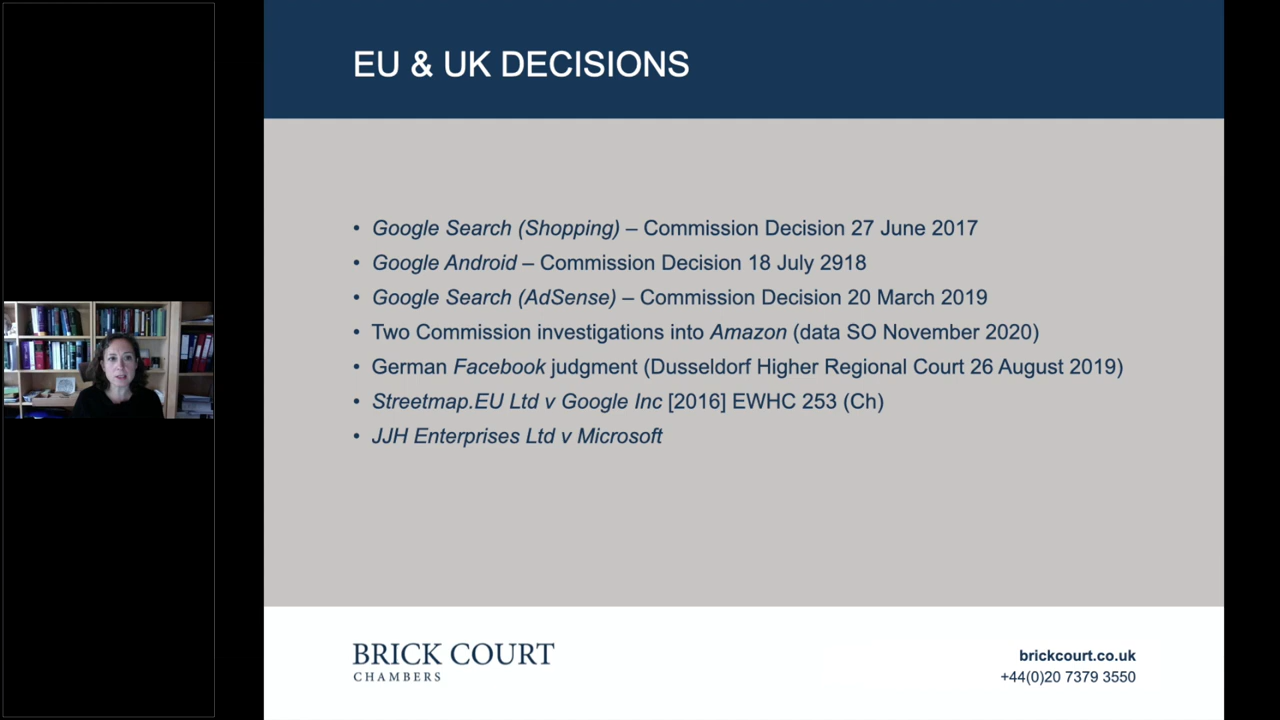 EU & UK DECISIONS
• Google Search (Shopping) – Commission Decision 27 June 2017
• Google Android – Commission Decision 18 July 2918
• Google Search (AdSense) – Commission Decision 20 March 2019
• Two Commission investigations into Amazon (data SO November 2020)
• German Facebook judgment (Dusseldorf Higher Regional Court 26 August 2019)
• Streetmap.EU Ltd v Google Inc [2016] EWHC 253 (Ch)
• JJH Enterprises Ltd v Microsoft
BRICK COURT
CHAMBERS
brickcourt.co.uk
+44(0)20 7379 3550